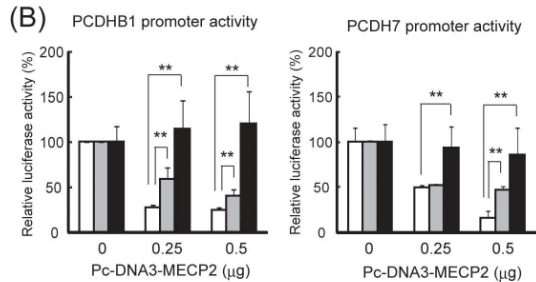 (B)
PCDHB1 promoter activity
Relative luciferase activity (%)
200
150
100
50
0
**
**
**
**
0 0.25 0.5
Pc-DNA3-MECP2 (μg)
PCDH7 promoter activity
Relative luciferase activity (%)
200
150
100
50
0
**
**
**
0 0.25 0.5
Pc-DNA3-MECP2 (μg)